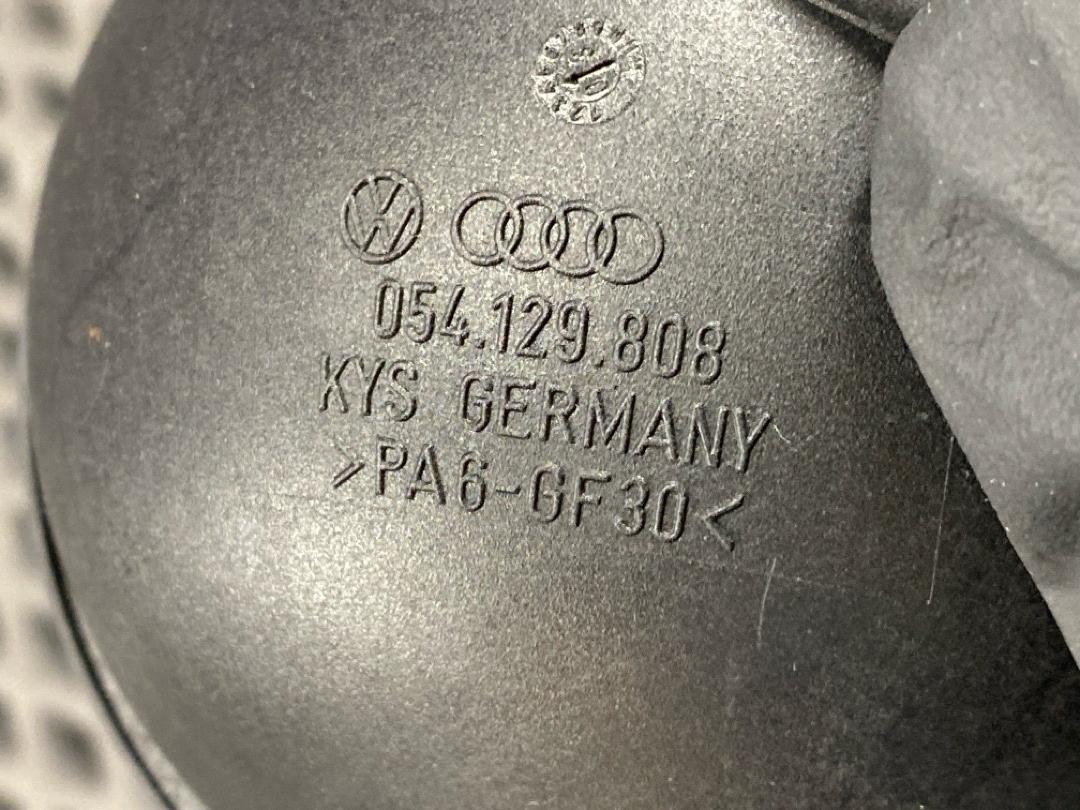 054.129.808
KYS GERMANY
>PA6-GF30<